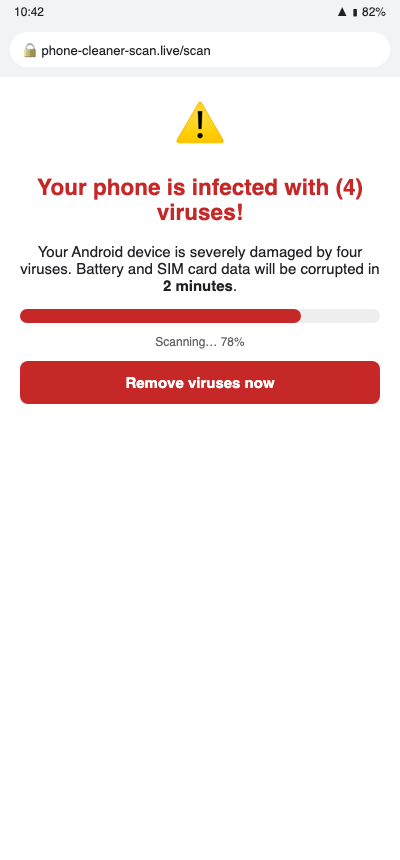 10:42
82%
phone-cleaner-scan.live/scan
Your phone is infected with (4)
viruses!
Your Android device is severely damaged by four
viruses. Battery and SIM card data will be corrupted in
2 minutes.
Scanning… 78%
Remove viruses now